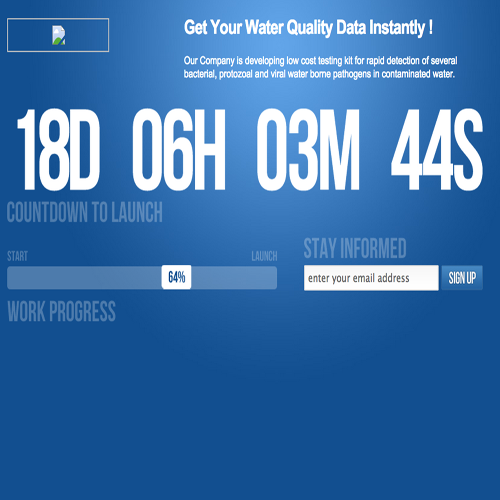 Get Your Water Quality Data Instantly !
Our Company is developing low cost testing kit for rapid detection of several
bacterial, protozoal and viral water borne pathogens in contaminated water.
18D 06H 03M 44S
COUNTDOWN TO LAUNCH
START LAUNCH
64%
WORK PROGRESS
STAY INFORMED
enter your email address SIGN UP